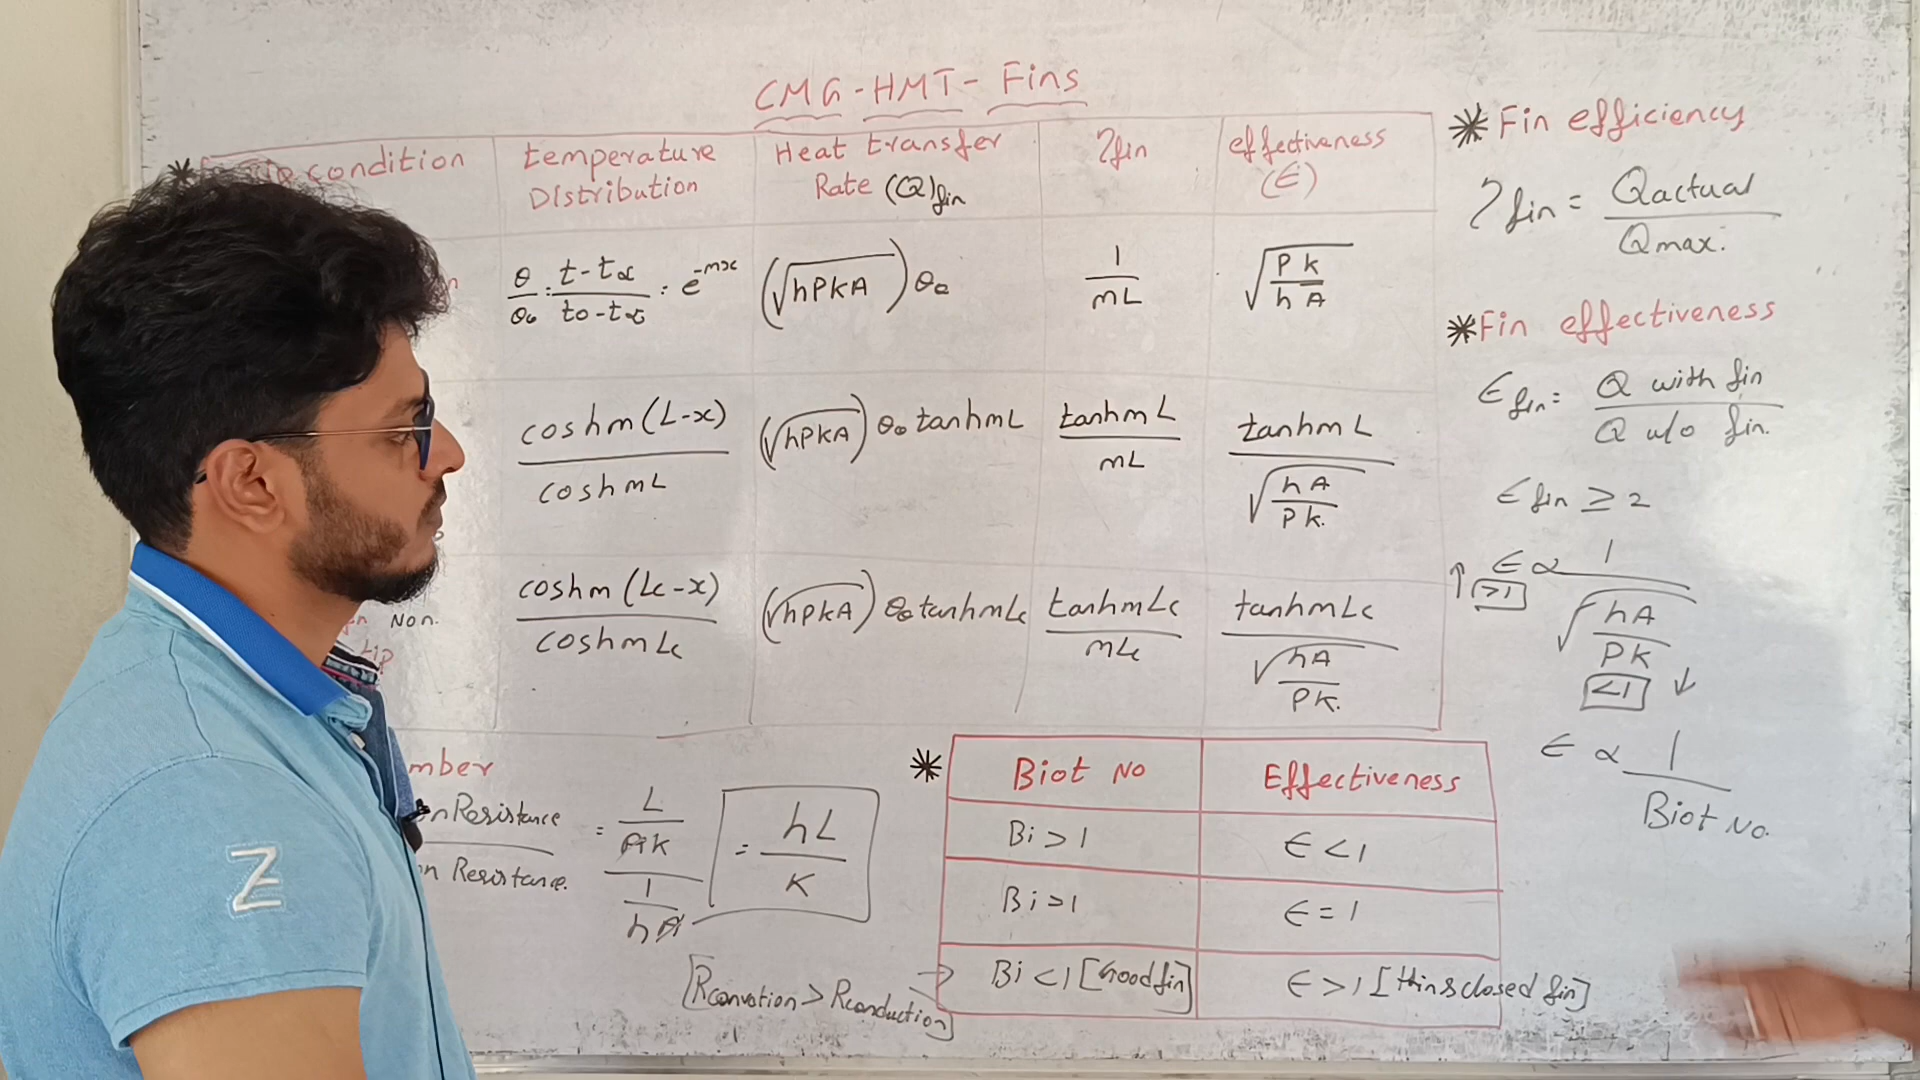 CMG-HMT-Fins
condition
temperature Distribution
Heat transfer Rate (Q)fin
ηfin
effectiveness (ϵ)
θ/θ0 : t-t∝/t0-t∝ : e^-mx
(√hPkA) θ0
1/mL
√Pk/hA
coshm(L-x)/coshmL
(√hPkA) θ0 tanhmL
tanhmL/mL
tanhmL/√hA/Pk.
Non.
tip
coshm(Lc-x)/coshmLc
(√hPkA) θ0 tanhmLc
tanhmLc/mLc
tanhmLc/√hA/Pk.
* Fin efficiency
ηfin = Qactual/Qmax.
*Fin effectiveness
ϵfin = Q with fin/Q w/o fin.
ϵfin ≥ 2
↑ ϵ ∝ 1/√hA/Pk
>1
<1 ↓
ϵ ∝ 1/Biot No.
mber
nResistance/n Resistance. = L/Ak/1/hA = hL/K
[Rconvation > Rconduction]
→
*
Biot No
Effectiveness
Bi > 1
ϵ < 1
Bi > 1
ϵ = 1
Bi < 1 [Goodfin]
ϵ > 1 [thin&closed fin]
Z